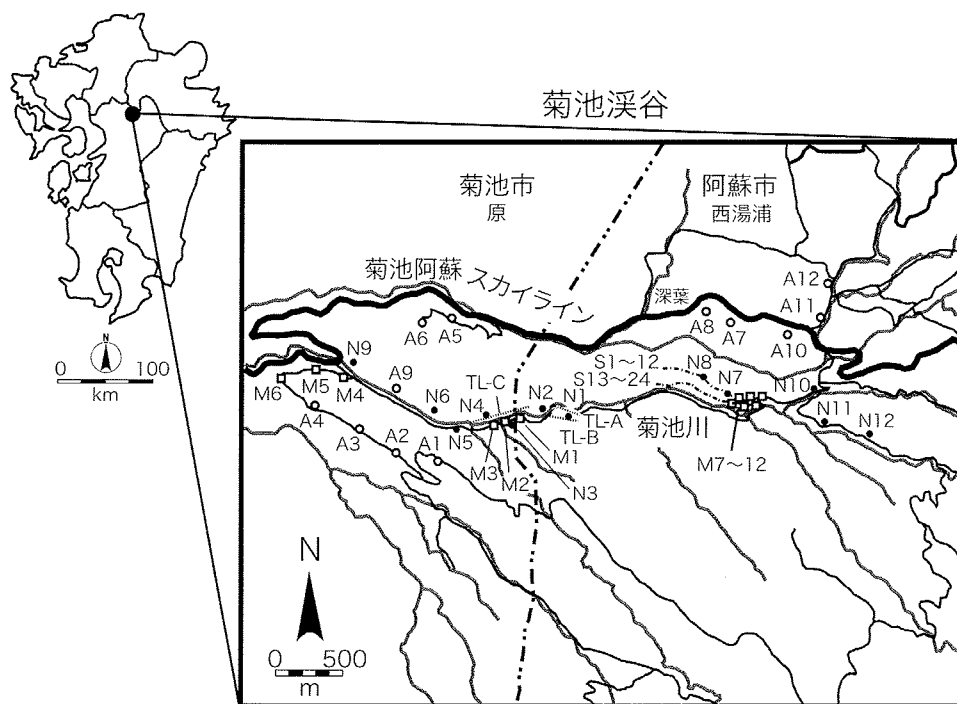 菊池渓谷
N
0 100
km
菊池市
原
阿蘇市
西湯浦
菊池阿蘇スカイライン
深葉
A12
A11
A5
A6
A8
A7
A10
N9
S1〜12
N8
S13〜24
N7
N10
M6
M5
M4
A9
TL-C
N6
N4
N2
N1
TL-A
TL-B
菊池川
N11
N12
A4
A3
A2
A1
N5
M3
M2
M1
N3
M7〜12
N
0 500
m